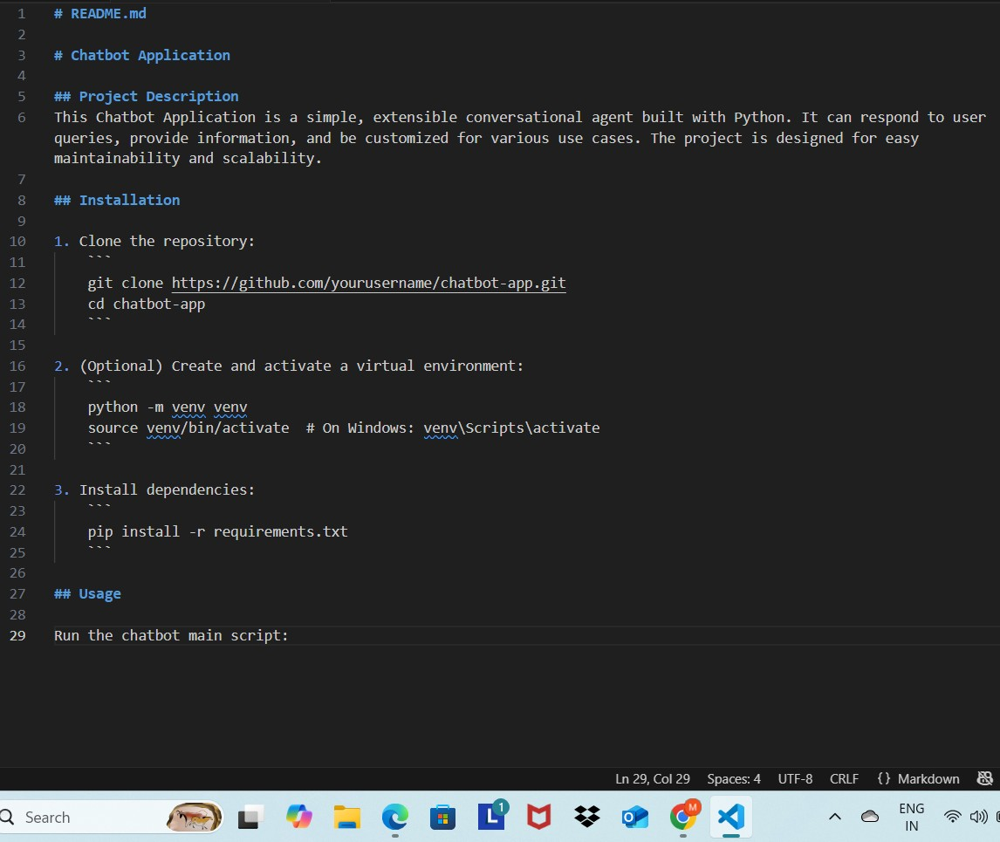 1 # README.md
2
3 # Chatbot Application
4
5 ## Project Description
6 This Chatbot Application is a simple, extensible conversational agent built with Python. It can respond to user
queries, provide information, and be customized for various use cases. The project is designed for easy
maintainability and scalability.
7
8 ## Installation
9
10 1. Clone the repository:
11 ```
12 git clone https://github.com/yourusername/chatbot-app.git
13 cd chatbot-app
14 ```
15
16 2. (Optional) Create and activate a virtual environment:
17 ```
18 python -m venv venv
19 source venv/bin/activate  # On Windows: venv\Scripts\activate
20 ```
21
22 3. Install dependencies:
23 ```
24 pip install -r requirements.txt
25 ```
26
27 ## Usage
28
29 Run the chatbot main script:
Ln 29, Col 29 Spaces: 4 UTF-8 CRLF {} Markdown
Search L 1 O M ENG
IN